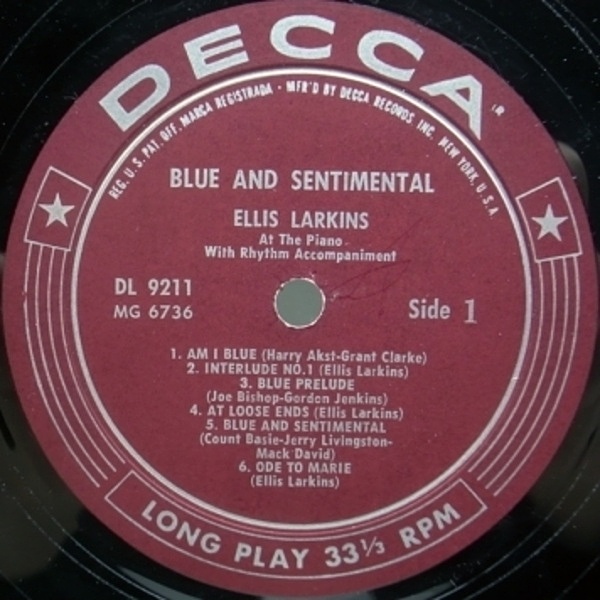 DECCA
REG. U.S. PAT. OFF. MARCA REGISTRADA • MFR'D BY DECCA RECORDS INC. NEW YORK, U.S.A
BLUE AND SENTIMENTAL
ELLIS LARKINS
At The Piano
With Rhythm Accompaniment
DL 9211
MG 6736
Side 1
1. AM I BLUE (Harry Akst-Grant Clarke)
2. INTERLUDE NO.1 (Ellis Larkins)
3. BLUE PRELUDE
(Joe Bishop-Gordon Jenkins)
4. AT LOOSE ENDS (Ellis Larkins)
5. BLUE AND SENTIMENTAL
(Count Basie-Jerry Livingston-
Mack David)
6. ODE TO MARIE
(Ellis Larkins)
LONG PLAY 33⅓ RPM